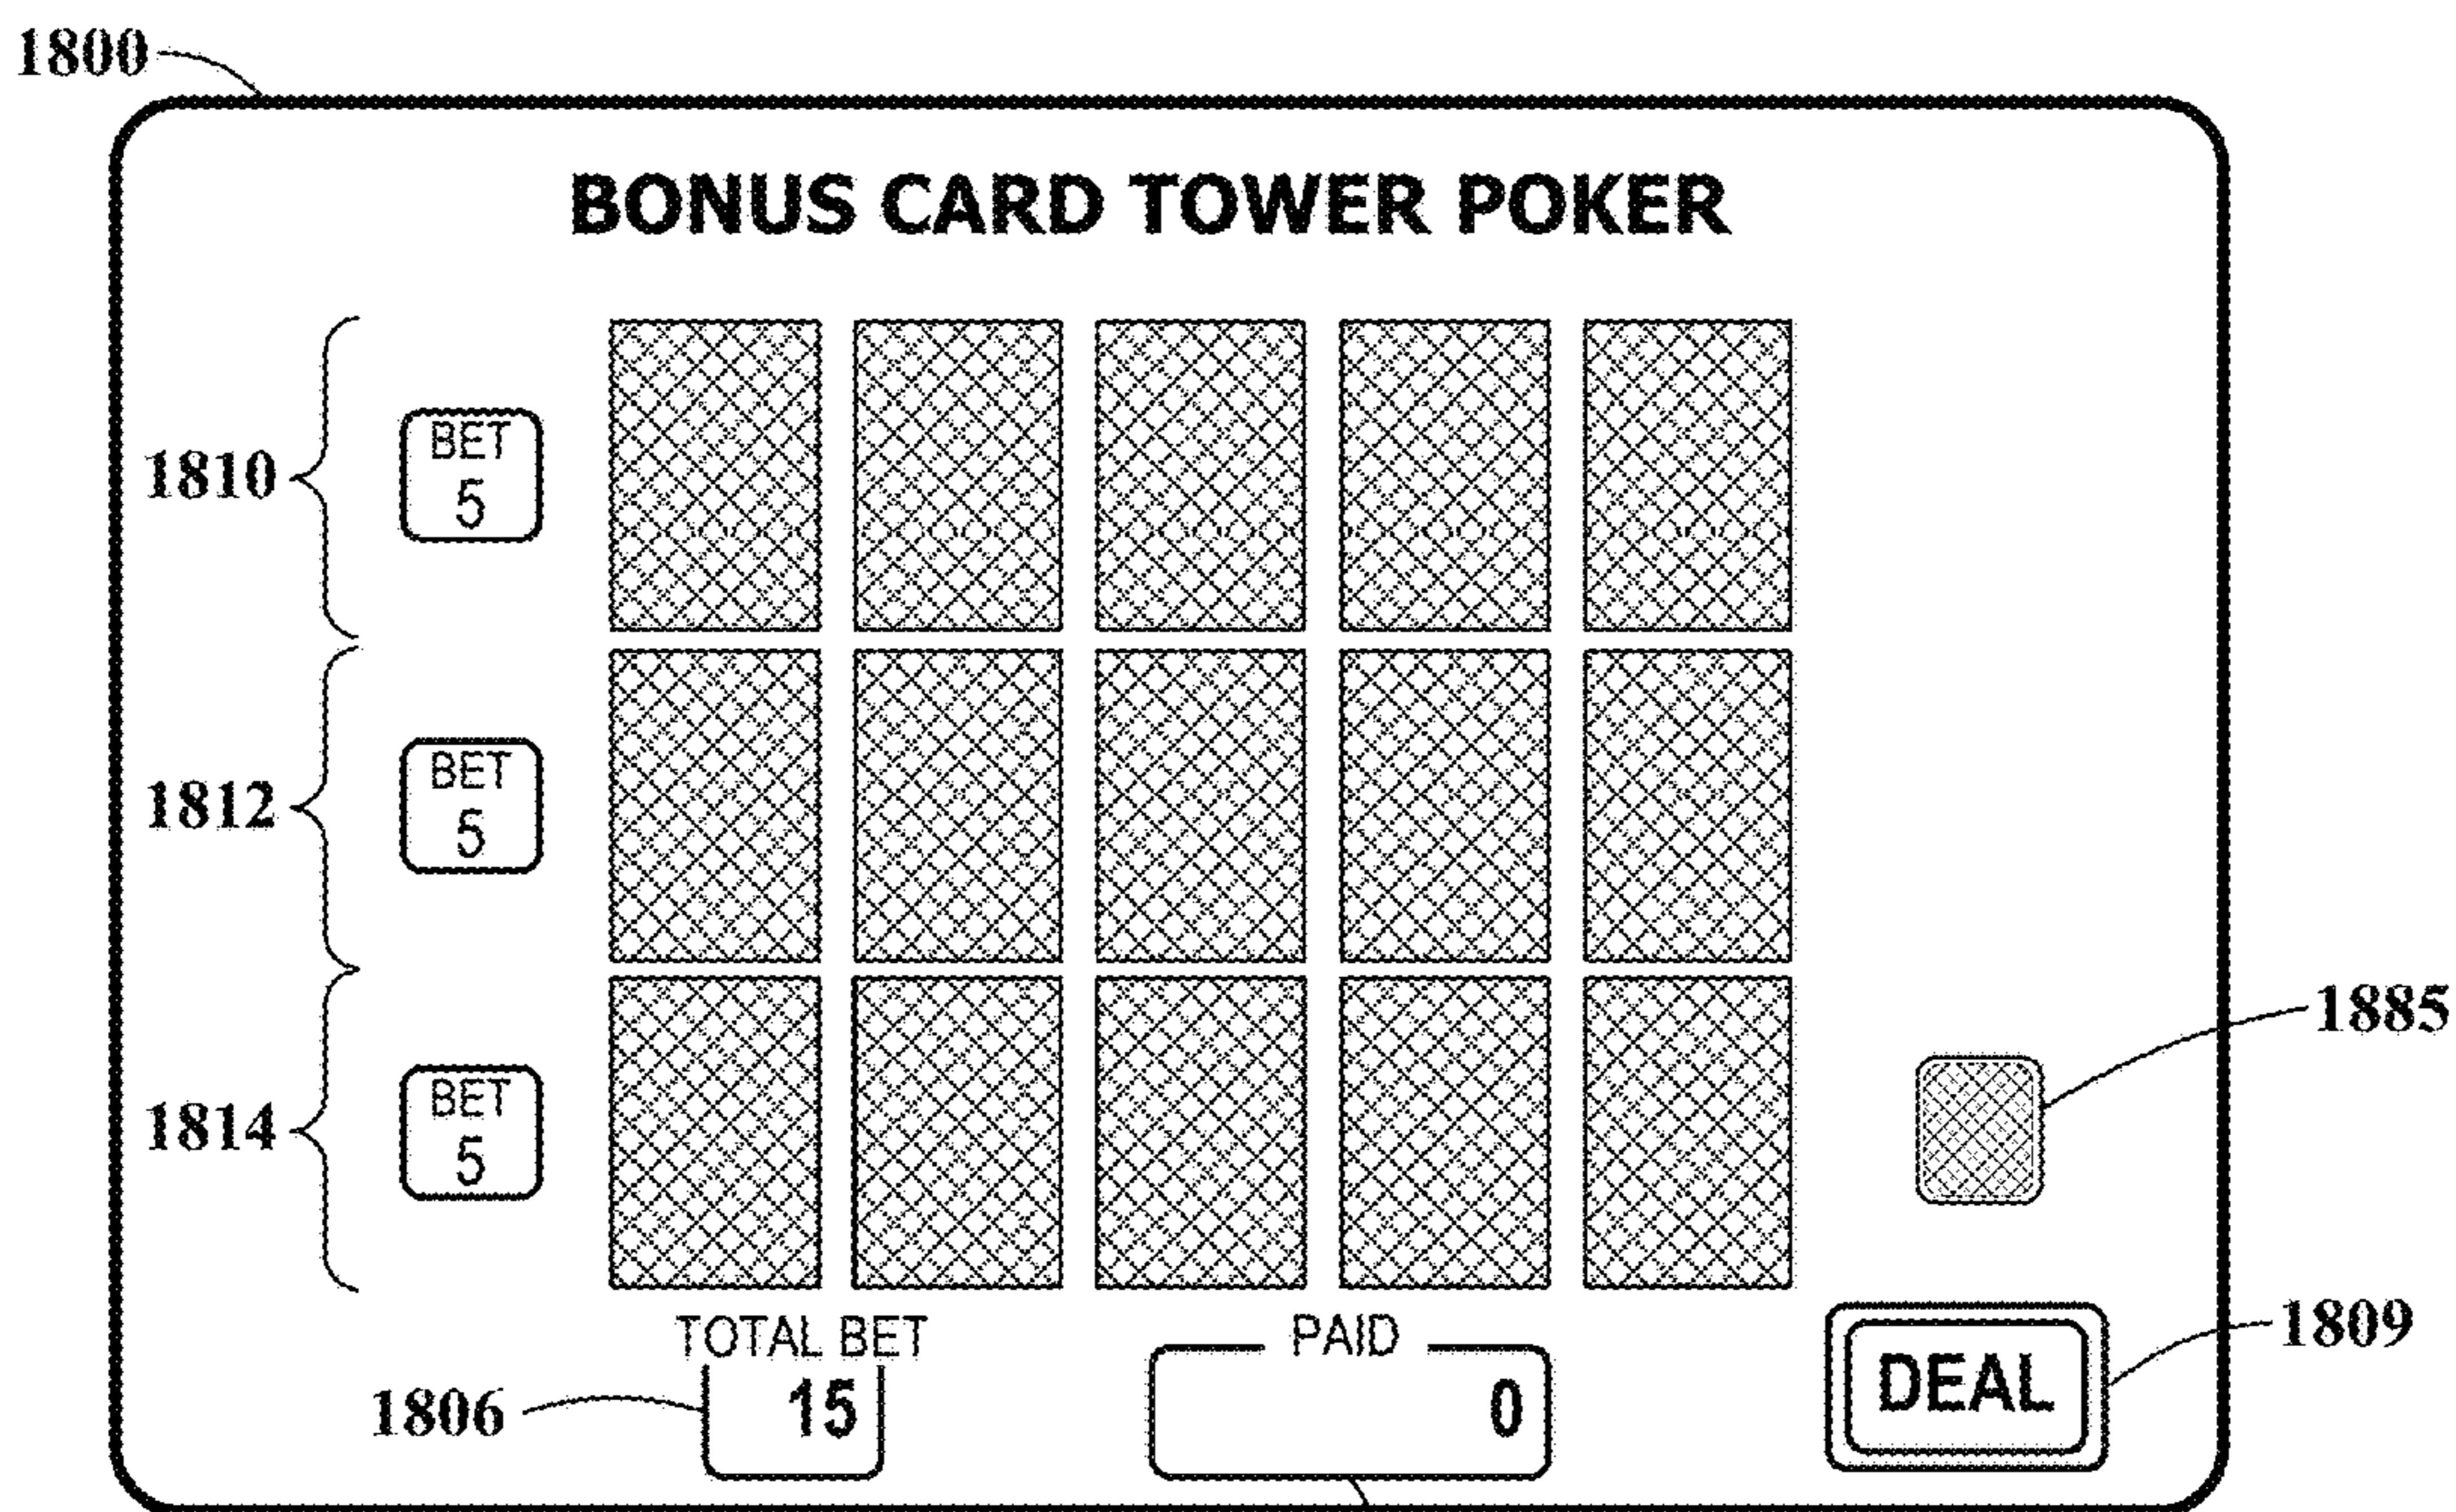 1800
BONUS CARD TOWER POKER
1810
BET
5
1812
BET
5
1814
BET
5
1885
TOTAL BET
15
1806
PAID
0
DEAL
1809